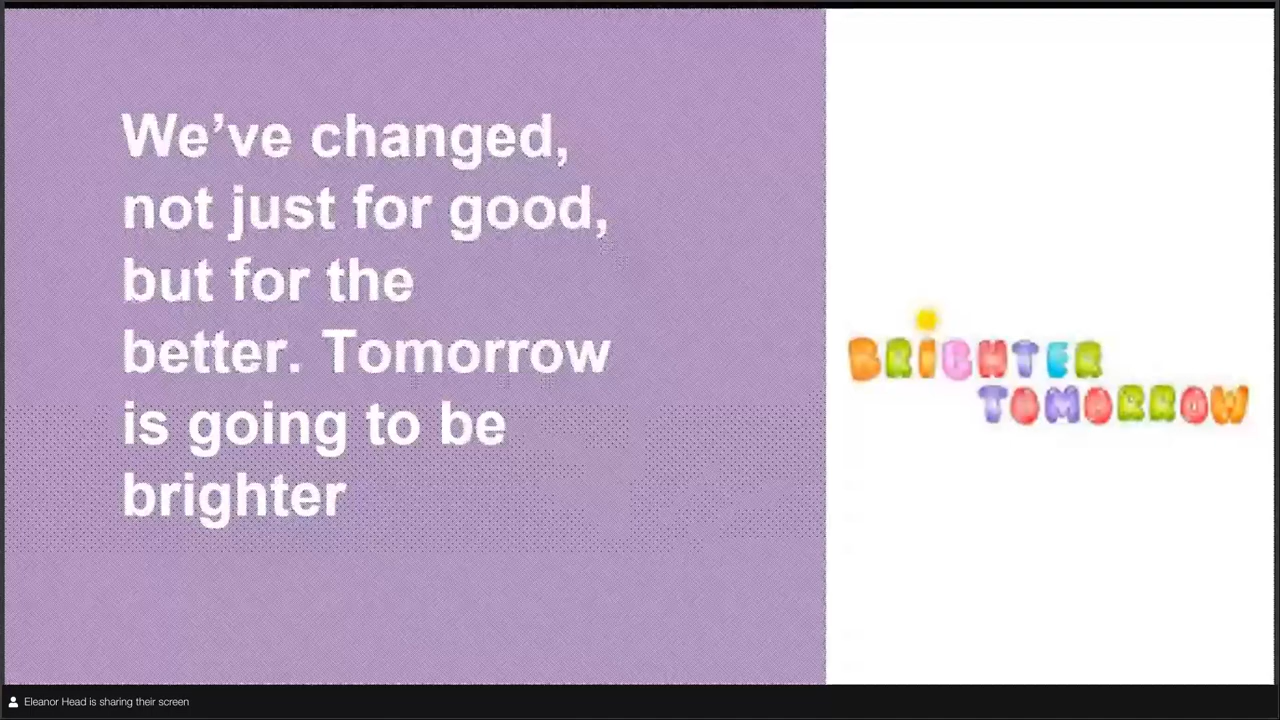 We’ve changed,
not just for good,
but for the
better. Tomorrow
is going to be
brighter
BRIGHTER
TOMORROW
Eleanor Head is sharing their screen